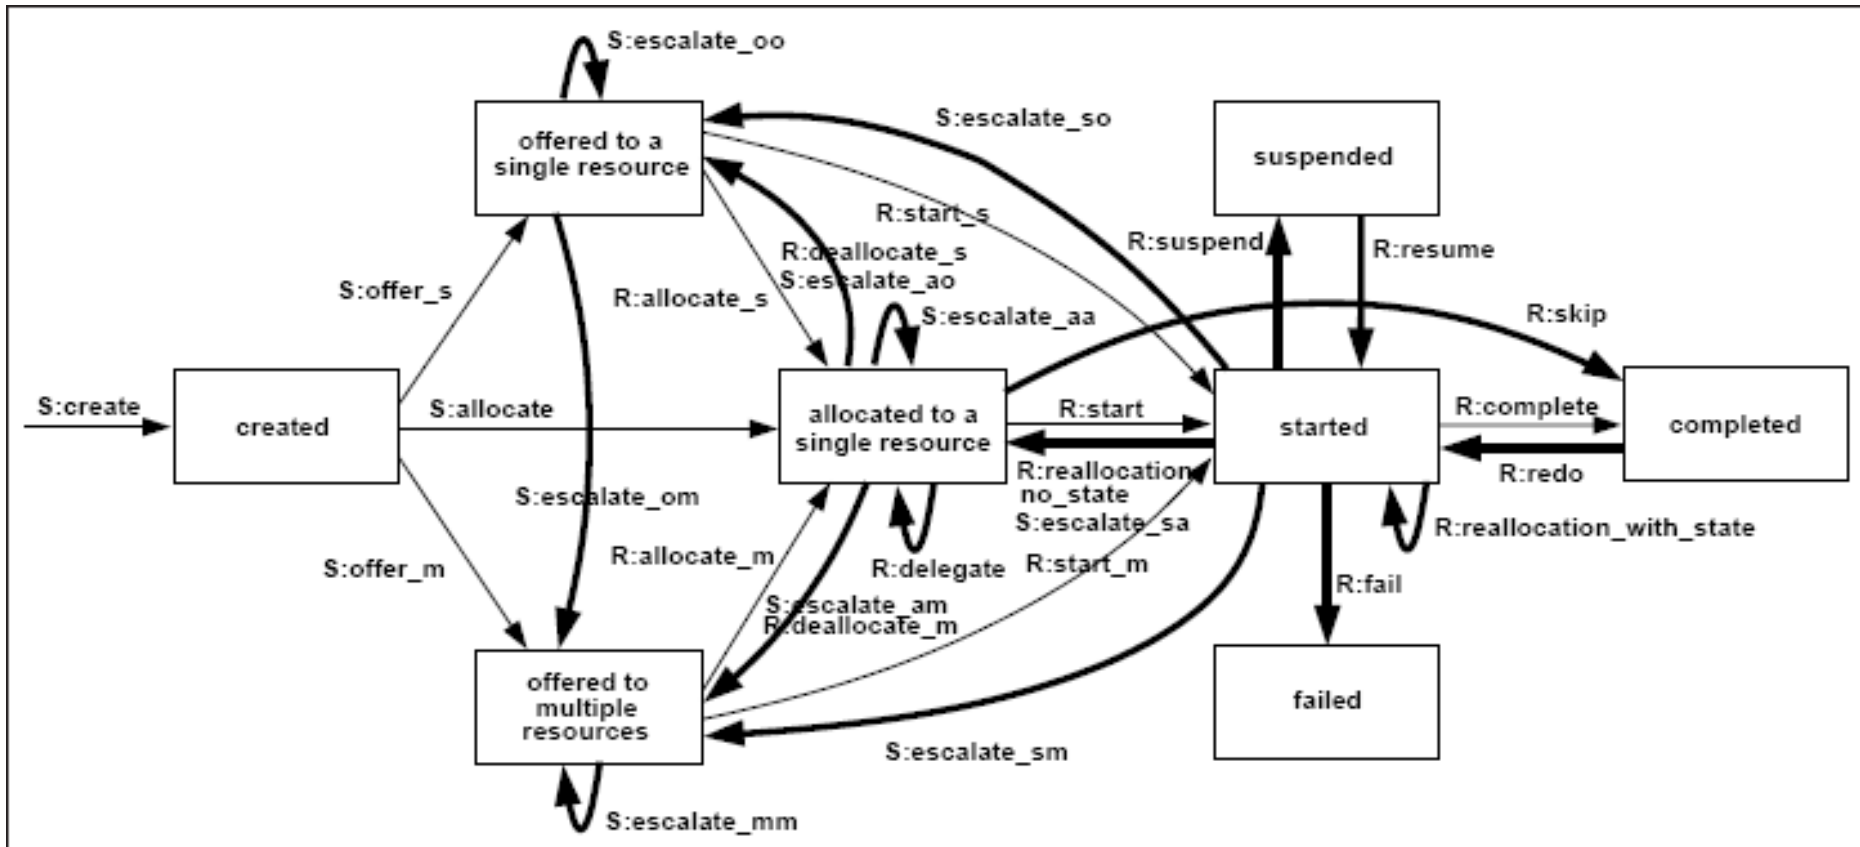 S:escalate_oo
offered to a
single resource
S:escalate_so
suspended
R:start_s
R:suspend
R:resume
R:deallocate_s
S:escalate_ao
S:offer_s
R:allocate_s
S:escalate_aa
R:skip
S:create
created
S:allocate
allocated to a
single resource
R:start
started
R:complete
completed
R:reallocation
no_state
R:redo
S:escalate_om
S:escalate_sa
R:reallocation_with_state
S:offer_m
R:allocate_m
R:delegate
R:start_m
R:fail
S:escalate_am
R:deallocate_m
offered to
multiple
resources
failed
S:escalate_sm
S:escalate_mm